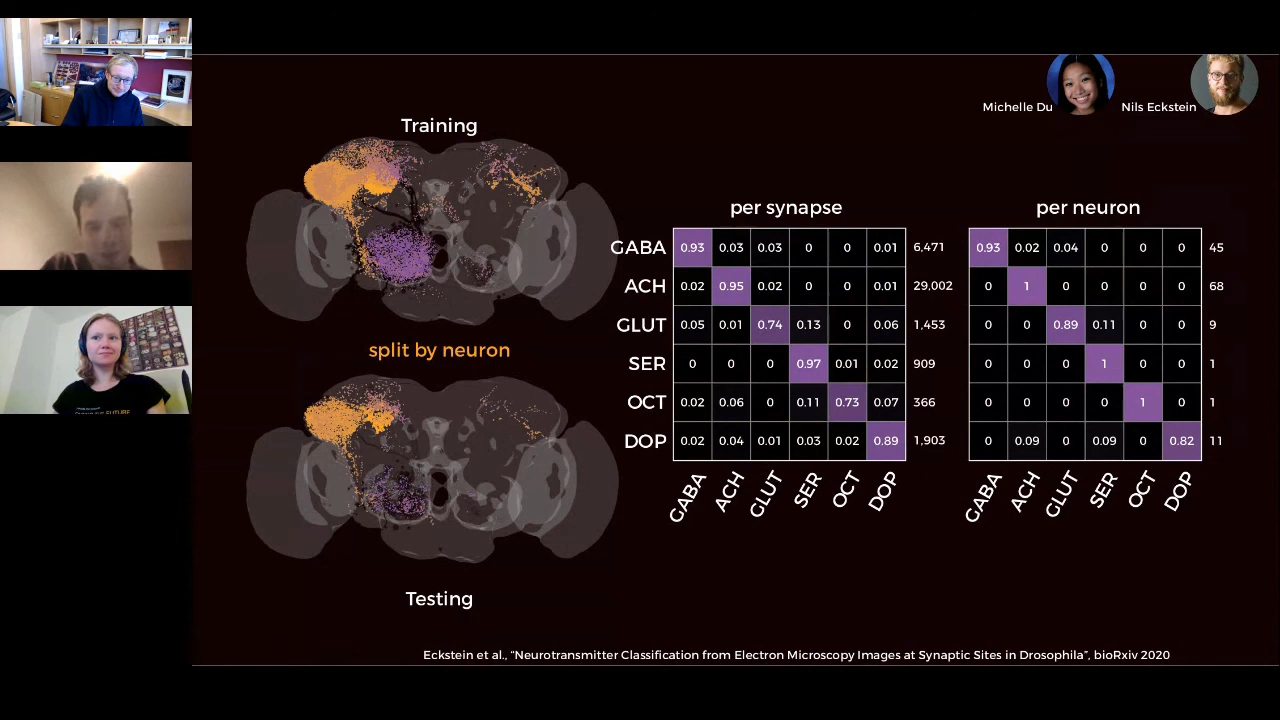 Michelle Du
Nils Eckstein
Training
split by neuron
Testing
per synapse
GABA 0.93 0.03 0.03 0 0 0.01 6,471
ACH 0.02 0.95 0.02 0 0 0.01 29,002
GLUT 0.05 0.01 0.74 0.13 0 0.06 1,453
SER 0 0 0 0.97 0.01 0.02 909
OCT 0.02 0.06 0 0.11 0.73 0.07 366
DOP 0.02 0.04 0.01 0.03 0.02 0.89 1,903
GABA ACH GLUT SER OCT DOP
per neuron
0.93 0.02 0.04 0 0 0 45
0 1 0 0 0 0 68
0 0 0.89 0.11 0 0 9
0 0 0 1 0 0 1
0 0 0 0 1 0 1
0 0.09 0 0.09 0 0.82 11
GABA ACH GLUT SER OCT DOP
Eckstein et al., “Neurotransmitter Classification from Electron Microscopy Images at Synaptic Sites in Drosophila”, bioRxiv 2020